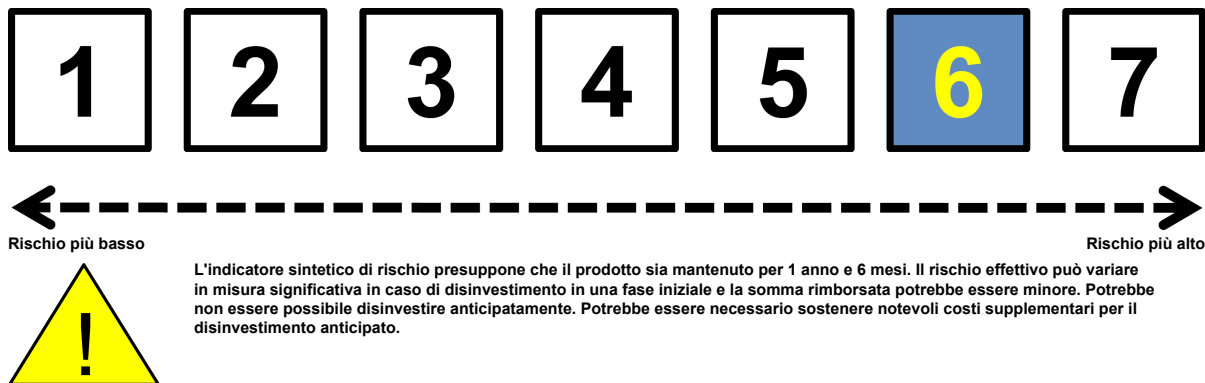 1 2 3 4 5 6 7
Rischio più basso Rischio più alto
!
L'indicatore sintetico di rischio presuppone che il prodotto sia mantenuto per 1 anno e 6 mesi. Il rischio effettivo può variare
in misura significativa in caso di disinvestimento in una fase iniziale e la somma rimborsata potrebbe essere minore. Potrebbe
non essere possibile disinvestire anticipatamente. Potrebbe essere necessario sostenere notevoli costi supplementari per il
disinvestimento anticipato.